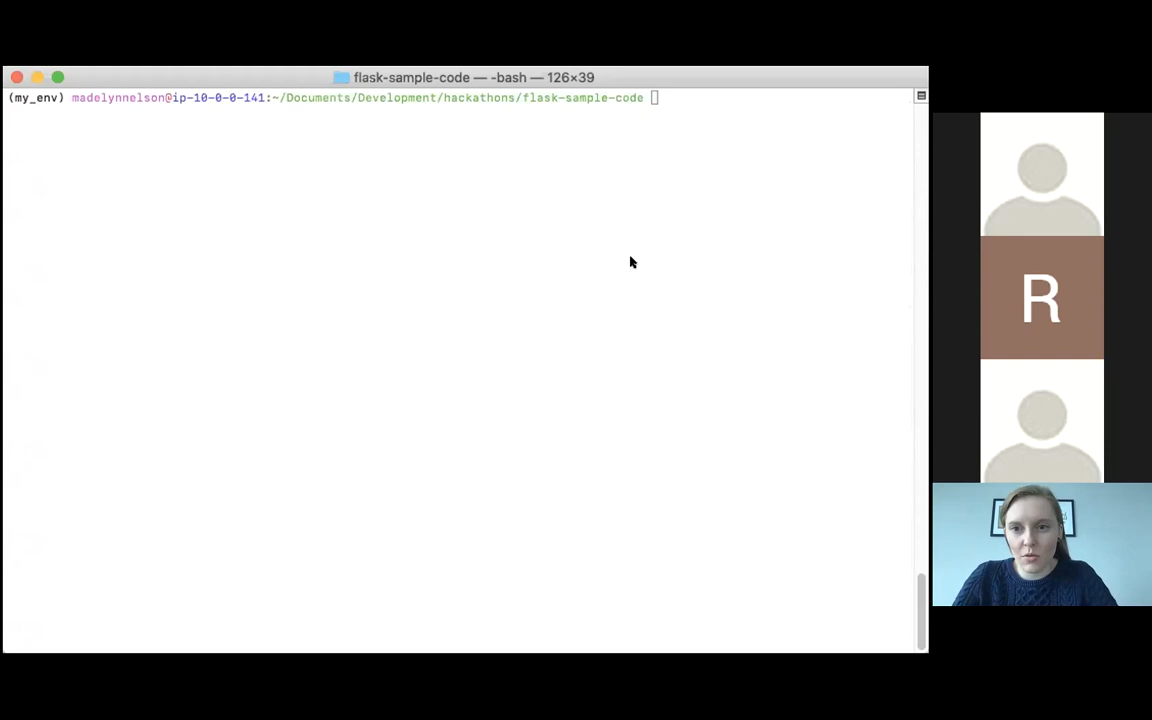 flask-sample-code — -bash — 126×39
(my_env) madelynnelson@ip-10-0-0-141:~/Documents/Development/hackathons/flask-sample-code
R